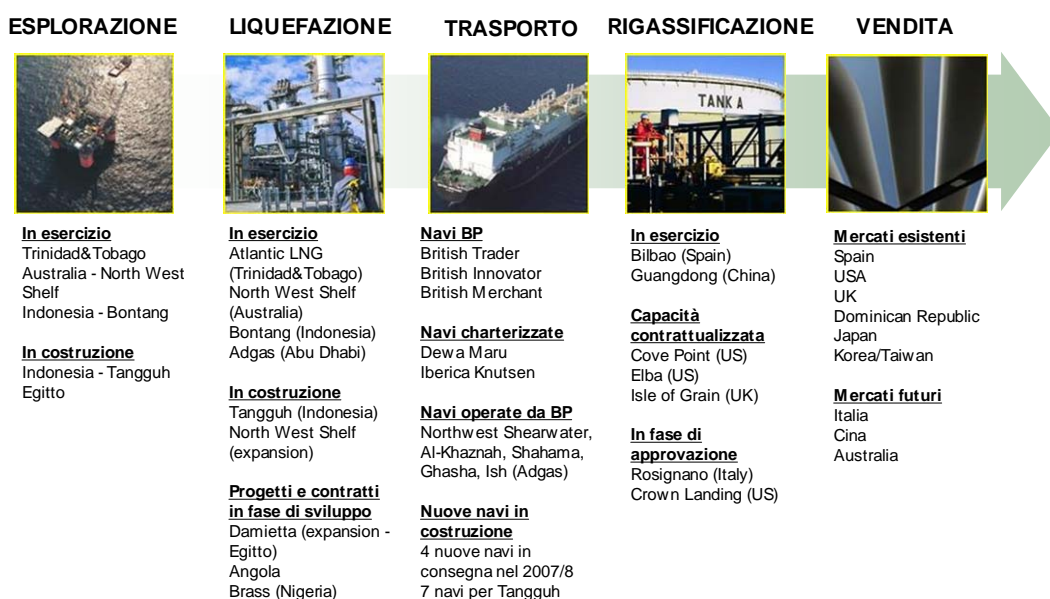 ESPLORAZIONE
LIQUEFAZIONE
TRASPORTO
RIGASSIFICAZIONE
VENDITA
TANK A
In esercizio
Trinidad&Tobago
Australia - North West
Shelf
Indonesia - Bontang
In costruzione
Indonesia - Tangguh
Egitto
In esercizio
Atlantic LNG
(Trinidad&Tobago)
North West Shelf
(Australia)
Bontang (Indonesia)
Adgas (Abu Dhabi)
In costruzione
Tangguh (Indonesia)
North West Shelf
(expansion)
Progetti e contratti
in fase di sviluppo
Damietta (expansion -
Egitto)
Angola
Brass (Nigeria)
Navi BP
British Trader
British Innovator
British Merchant
Navi charterizzate
Dewa Maru
Iberica Knutsen
Navi operate da BP
Northwest Shearwater,
Al-Khaznah, Shahama,
Ghasha, Ish (Adgas)
Nuove navi in
costruzione
4 nuove navi in
consegna nel 2007/8
7 navi per Tangguh
In esercizio
Bilbao (Spain)
Guangdong (China)
Capacità
contrattualizzata
Cove Point (US)
Elba (US)
Isle of Grain (UK)
In fase di
approvazione
Rosignano (Italy)
Crown Landing (US)
Mercati esistenti
Spain
USA
UK
Dominican Republic
Japan
Korea/Taiwan
Mercati futuri
Italia
Cina
Australia